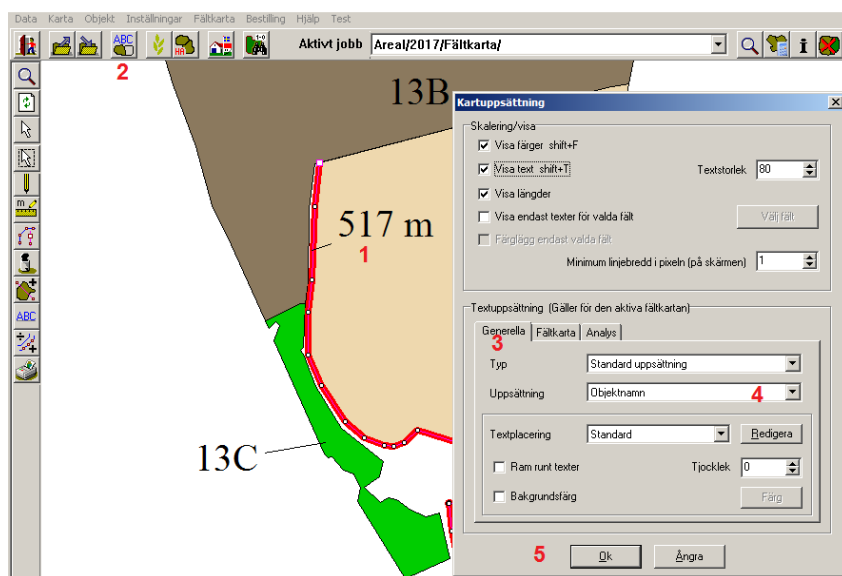 Data Karta Objekt Inställningar Fältkarta Bestilling Hjälp Test
ABC HA 1-0 Aktivt jobb Areal/2017/Fältkarta/ i
2
13B
517 m
1
13C
m
ABC
Kartuppsättning
Skalering/visa
Visa färger shift+F
Visa text shift+T Textstorlek 80
Visa längder
Visa endast texter för valda fält Välj fält
Färglägg endast valda fält
Minimum linjebredd i pixeln (på skärmen) 1
Textuppsättning (Gäller för den aktiva fältkartan)
Generella Fältkarta Analys
3
Typ Standard uppsättning
Uppsättning Objektnamn 4
Textplacering Standard Redigera
Ram runt texter Tjocklek 0
Bakgrundsfärg Färg
5 Ok Ångra